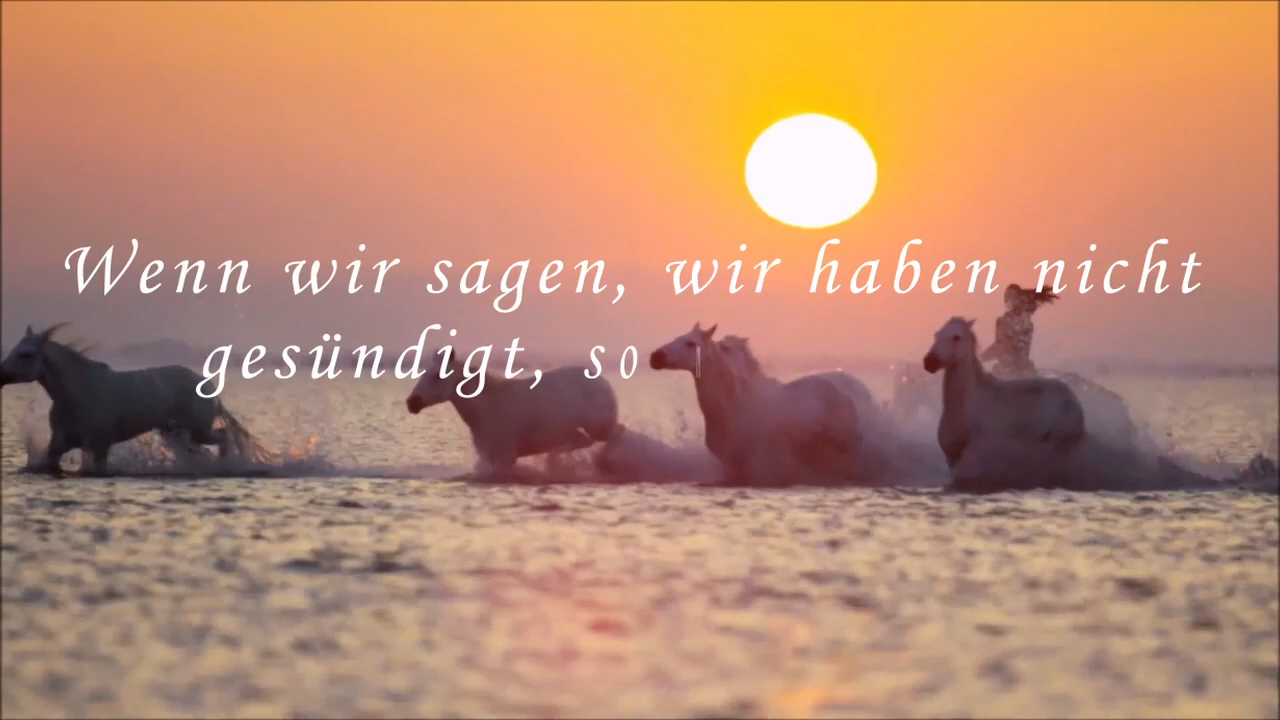 Wenn wir sagen, wir haben nicht
gesündigt, so